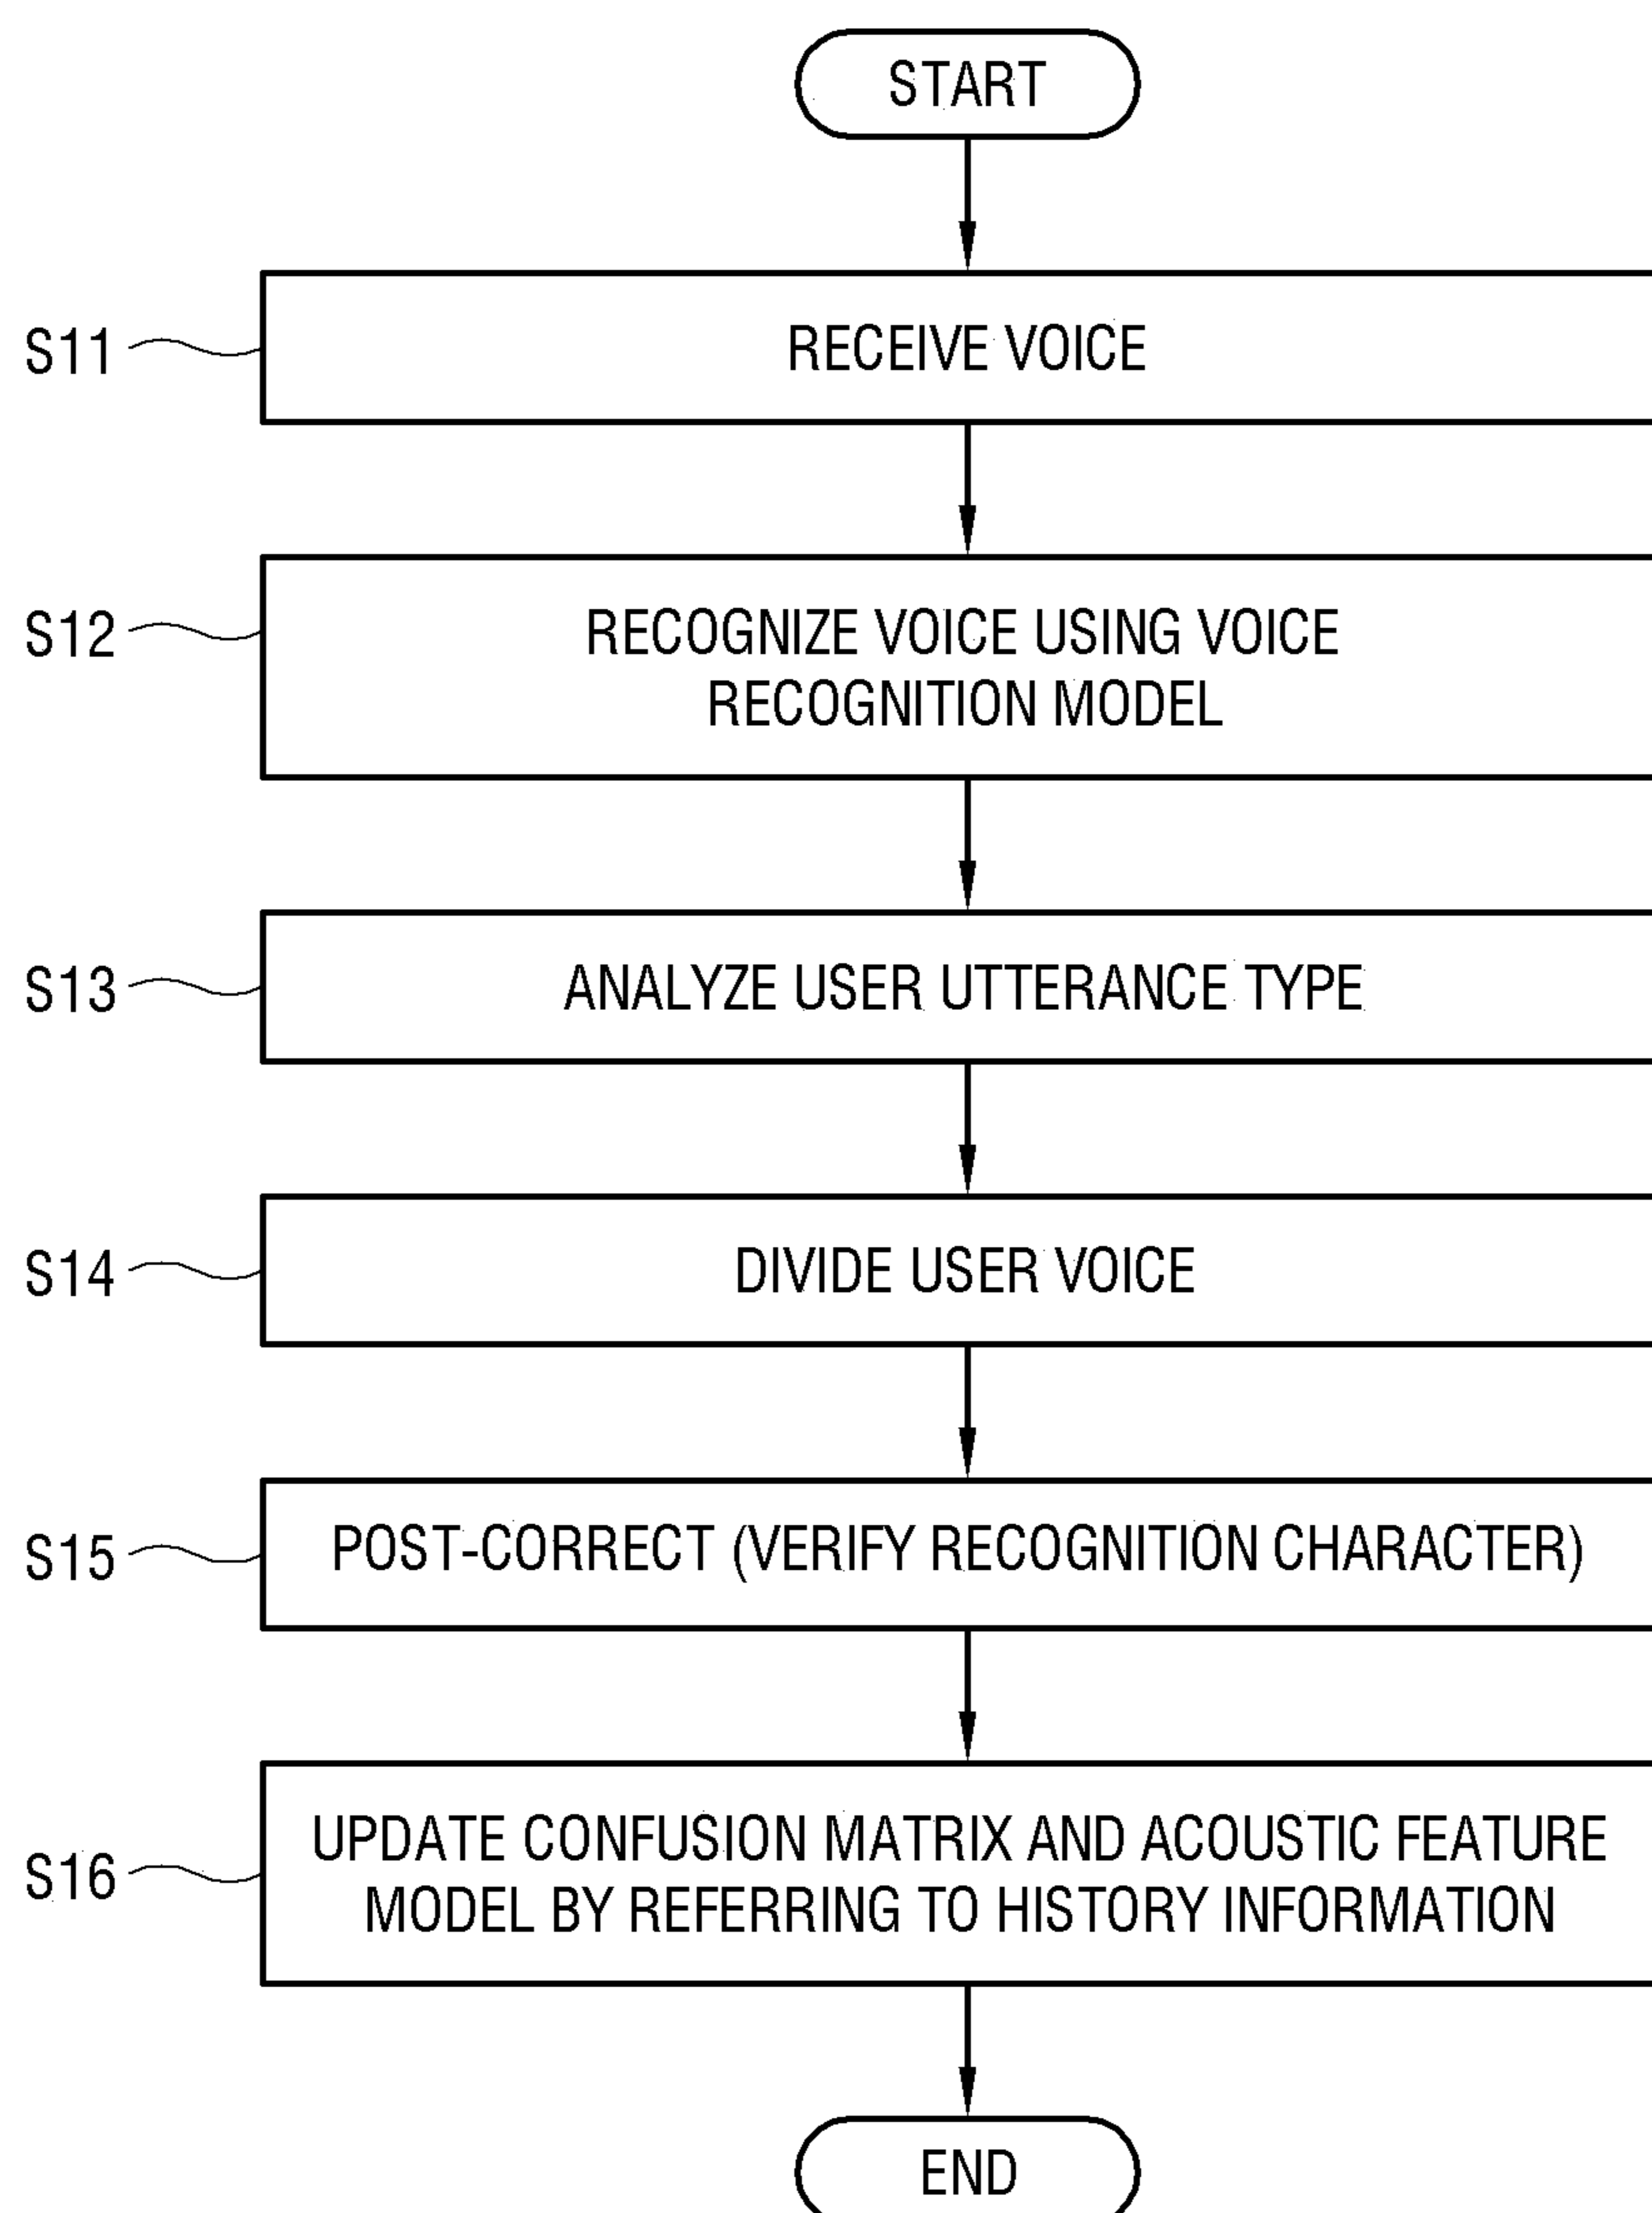 START
S11
RECEIVE VOICE
S12
RECOGNIZE VOICE USING VOICE
RECOGNITION MODEL
S13
ANALYZE USER UTTERANCE TYPE
S14
DIVIDE USER VOICE
S15
POST-CORRECT (VERIFY RECOGNITION CHARACTER)
S16
UPDATE CONFUSION MATRIX AND ACOUSTIC FEATURE
MODEL BY REFERRING TO HISTORY INFORMATION
END